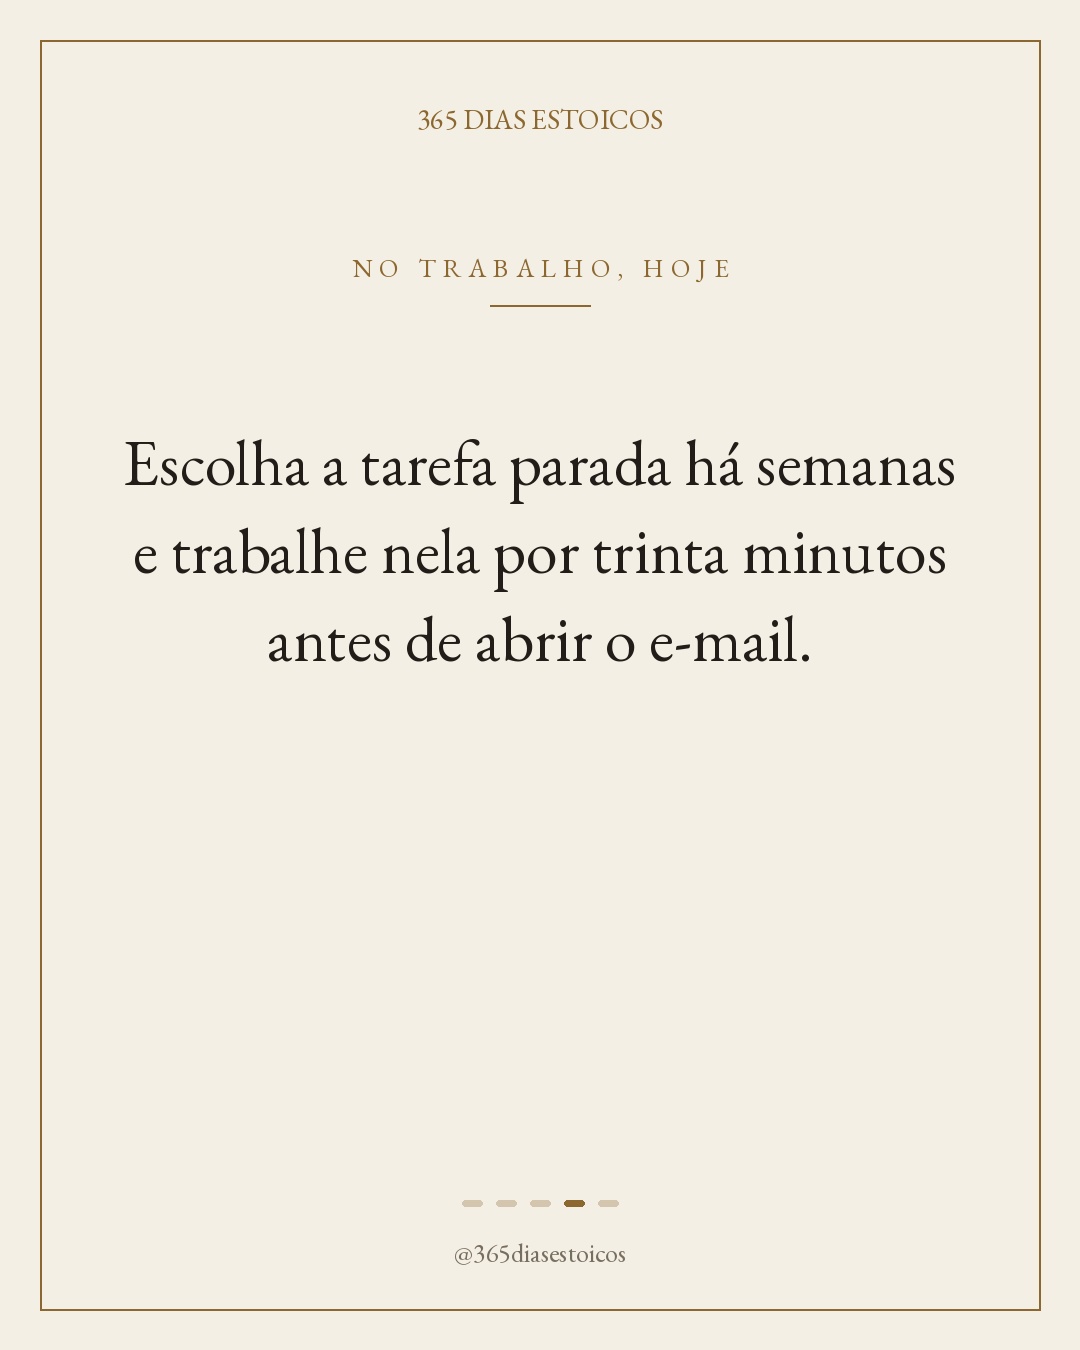 365 DIAS ESTOICOS
NO TRABALHO, HOJE
Escolha a tarefa parada há semanas
e trabalhe nela por trinta minutos
antes de abrir o e-mail.
@365diasestoicos